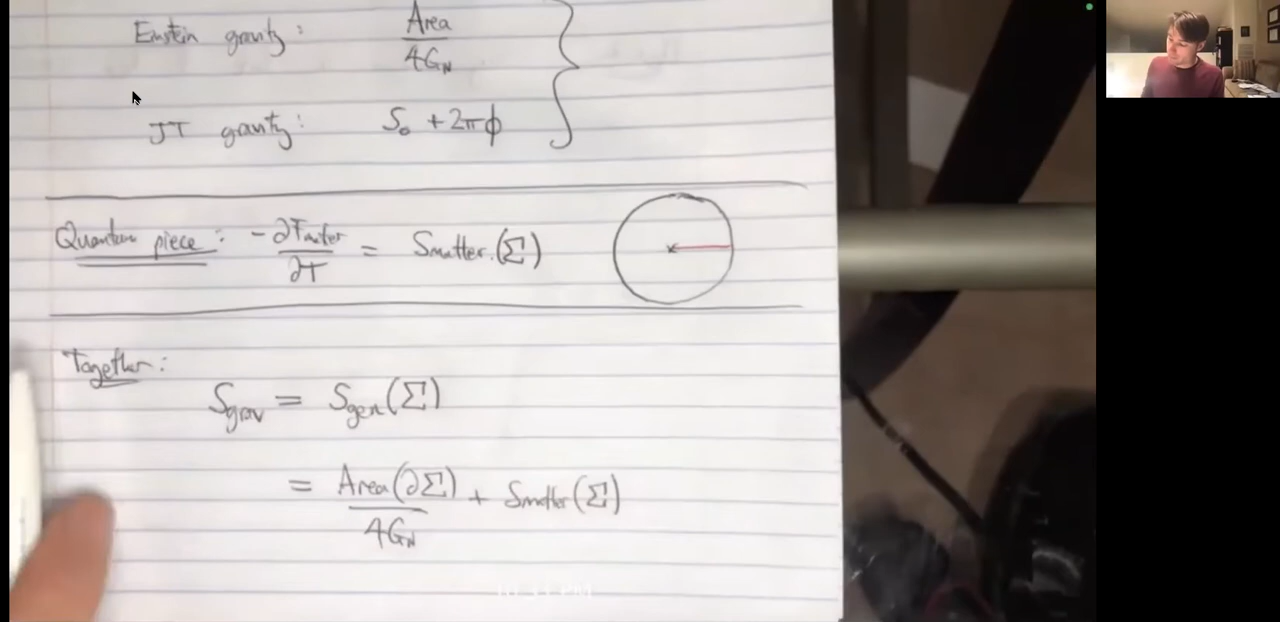 Einstein gravity: Area / 4G_N
JT gravity: S_0 + 2πφ
Quantum piece: -∂F_matter / ∂T = S_matter.(Σ)
Together:
S_grav = S_gen(Σ)
= Area(∂Σ) / 4G_N + S_matter(Σ)